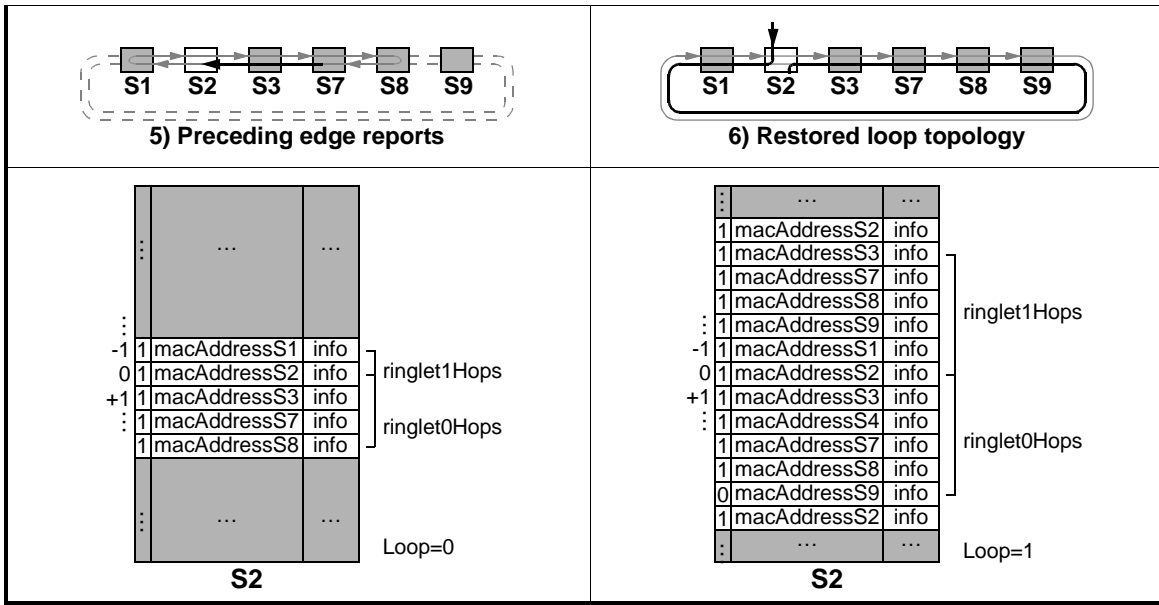 S1 S2 S3 S7 S8 S9
5) Preceding edge reports
S1 S2 S3 S7 S8 S9
6) Restored loop topology
⋮ ... ...
⋮
-1 1 macAddressS1 info
0 1 macAddressS2 info
+1 1 macAddressS3 info
⋮ 1 macAddressS7 info
1 macAddressS8 info
ringlet1Hops
ringlet0Hops
⋮ ... ...
Loop=0
S2
⋮ ... ...
1 macAddressS2 info
1 macAddressS3 info
1 macAddressS7 info
1 macAddressS8 info
⋮ 1 macAddressS9 info
-1 1 macAddressS1 info
0 1 macAddressS2 info
+1 1 macAddressS3 info
⋮ 1 macAddressS4 info
1 macAddressS7 info
1 macAddressS8 info
0 macAddressS9 info
1 macAddressS2 info
⋮ ... ...
ringlet1Hops
ringlet0Hops
Loop=1
S2